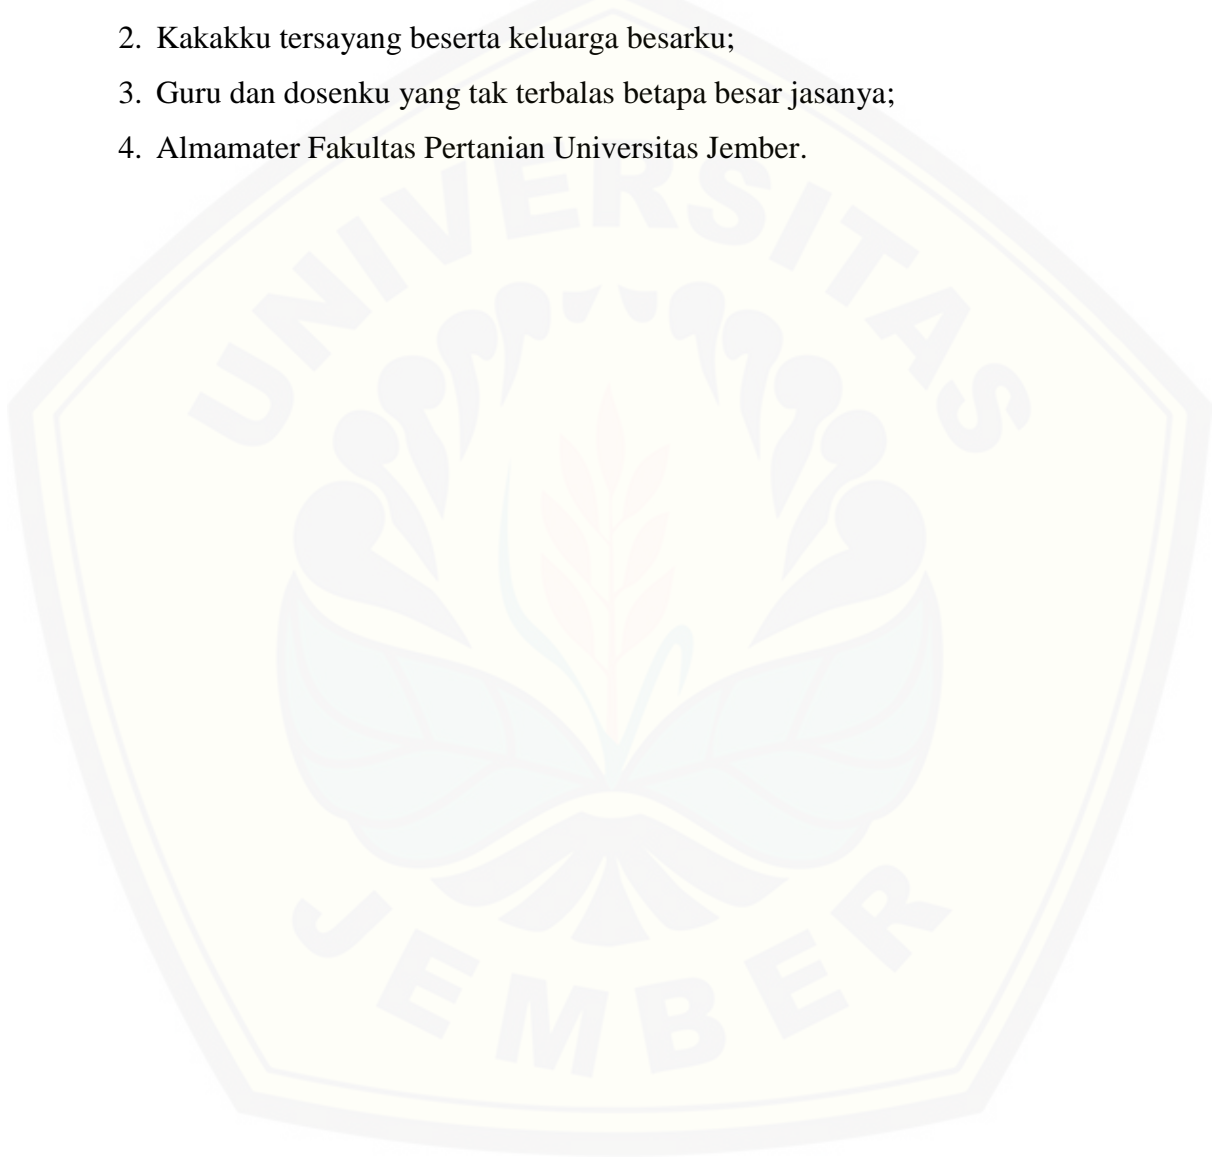 2. Kakakku tersayang beserta keluarga besarku;
3. Guru dan dosenku yang tak terbalas betapa besar jasanya;
4. Almamater Fakultas Pertanian Universitas Jember.
UNIVERSITAS
JEMBER